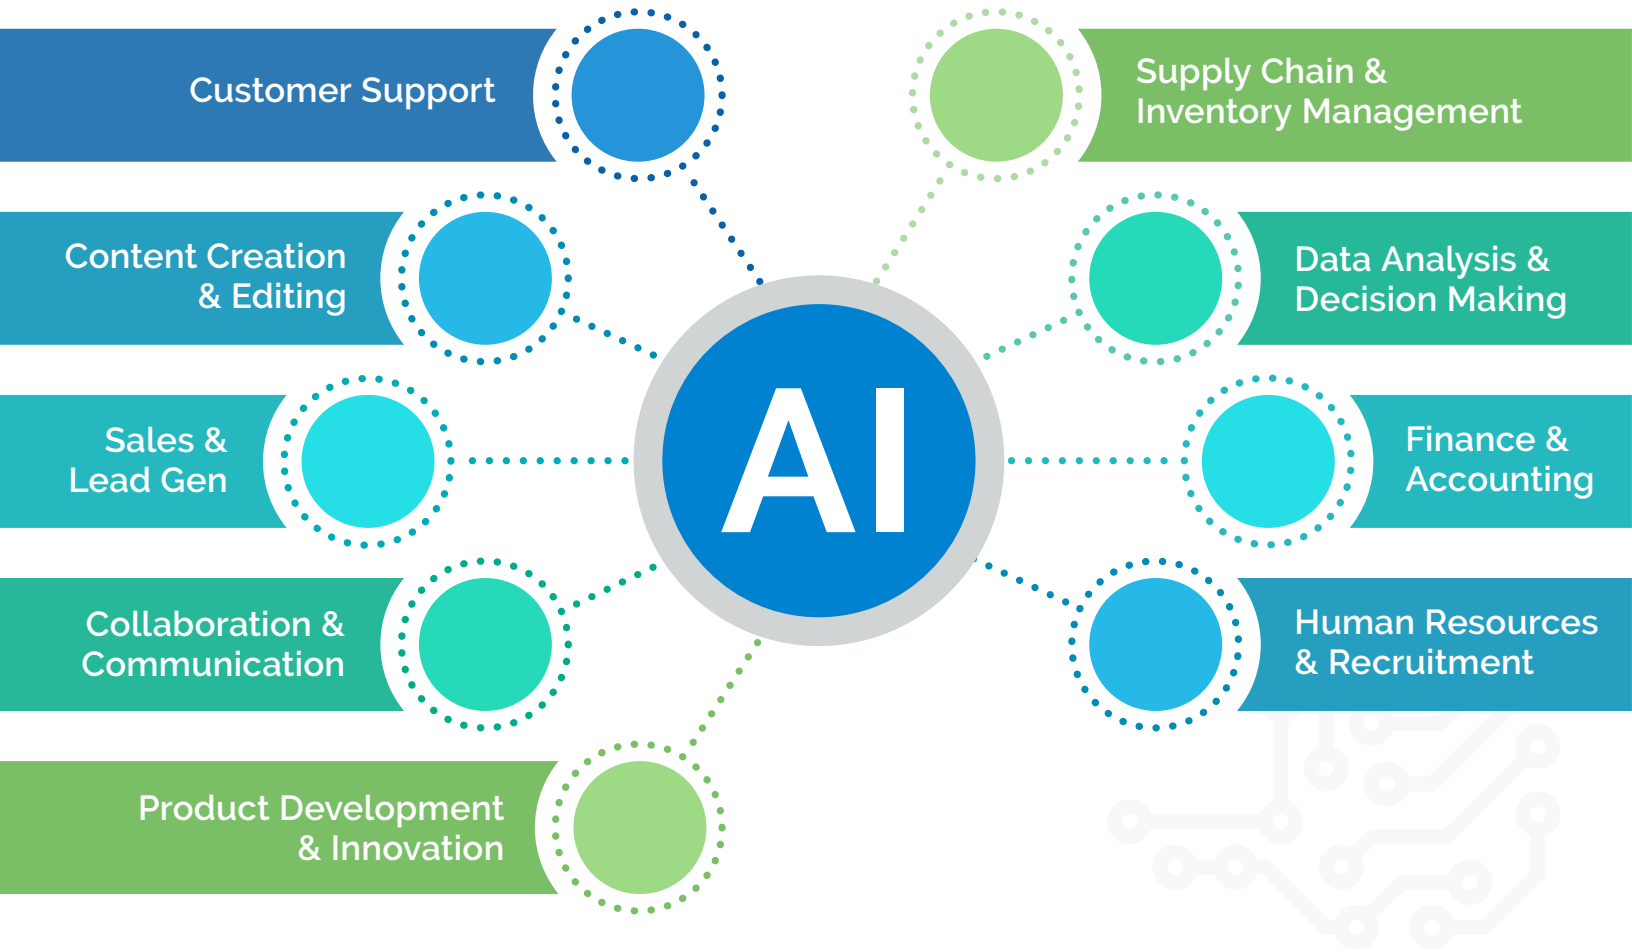 Customer Support
Content Creation
& Editing
Sales &
Lead Gen
Collaboration &
Communication
Product Development
& Innovation
AI
Supply Chain &
Inventory Management
Data Analysis &
Decision Making
Finance &
Accounting
Human Resources
& Recruitment